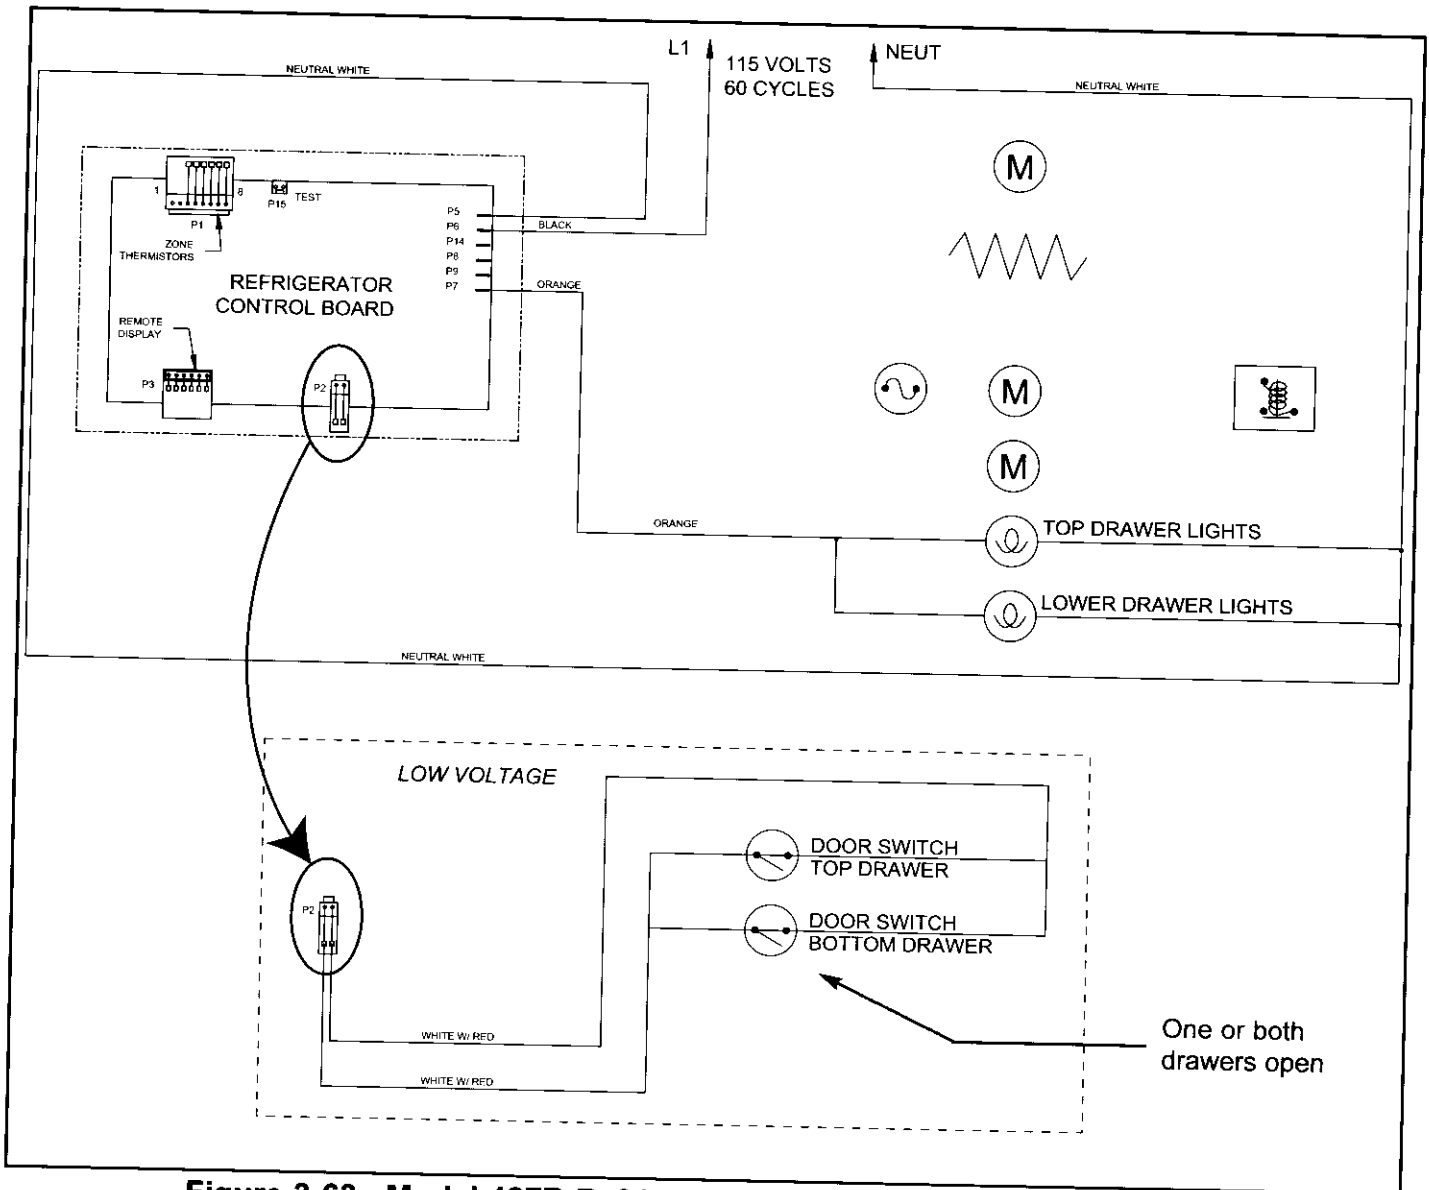 L1
115 VOLTS
60 CYCLES
NEUT
NEUTRAL WHITE
NEUTRAL WHITE
M
1
8
P15
TEST
P1
ZONE
THERMISTORS
P5
P6
P14
P8
P9
P7
BLACK
ORANGE
REFRIGERATOR
CONTROL BOARD
REMOTE
DISPLAY
P3
P2
M
M
ORANGE
TOP DRAWER LIGHTS
LOWER DRAWER LIGHTS
NEUTRAL WHITE
LOW VOLTAGE
DOOR SWITCH
TOP DRAWER
P2
DOOR SWITCH
BOTTOM DRAWER
WHITE W/ RED
WHITE W/ RED
One or both
drawers open